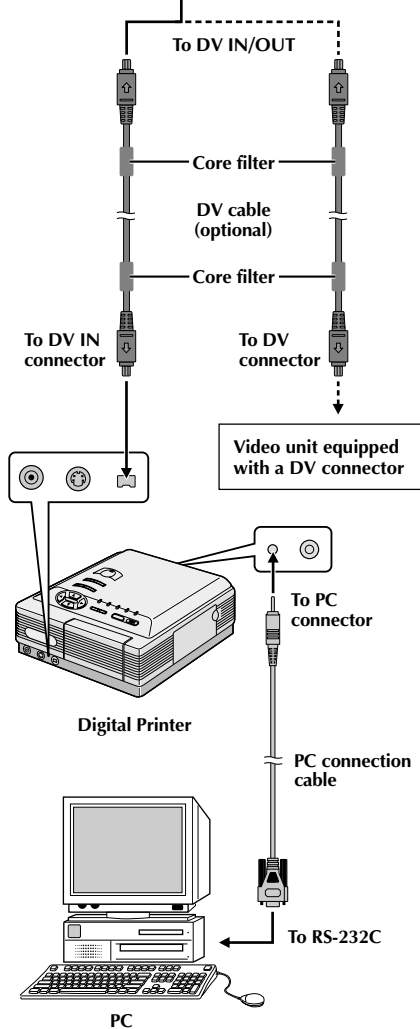 To DV IN/OUT
Core filter
DV cable
(optional)
Core filter
To DV IN
connector
To DV
connector
Video unit equipped
with a DV connector
To PC
connector
Digital Printer
PC connection
cable
To RS-232C
PC